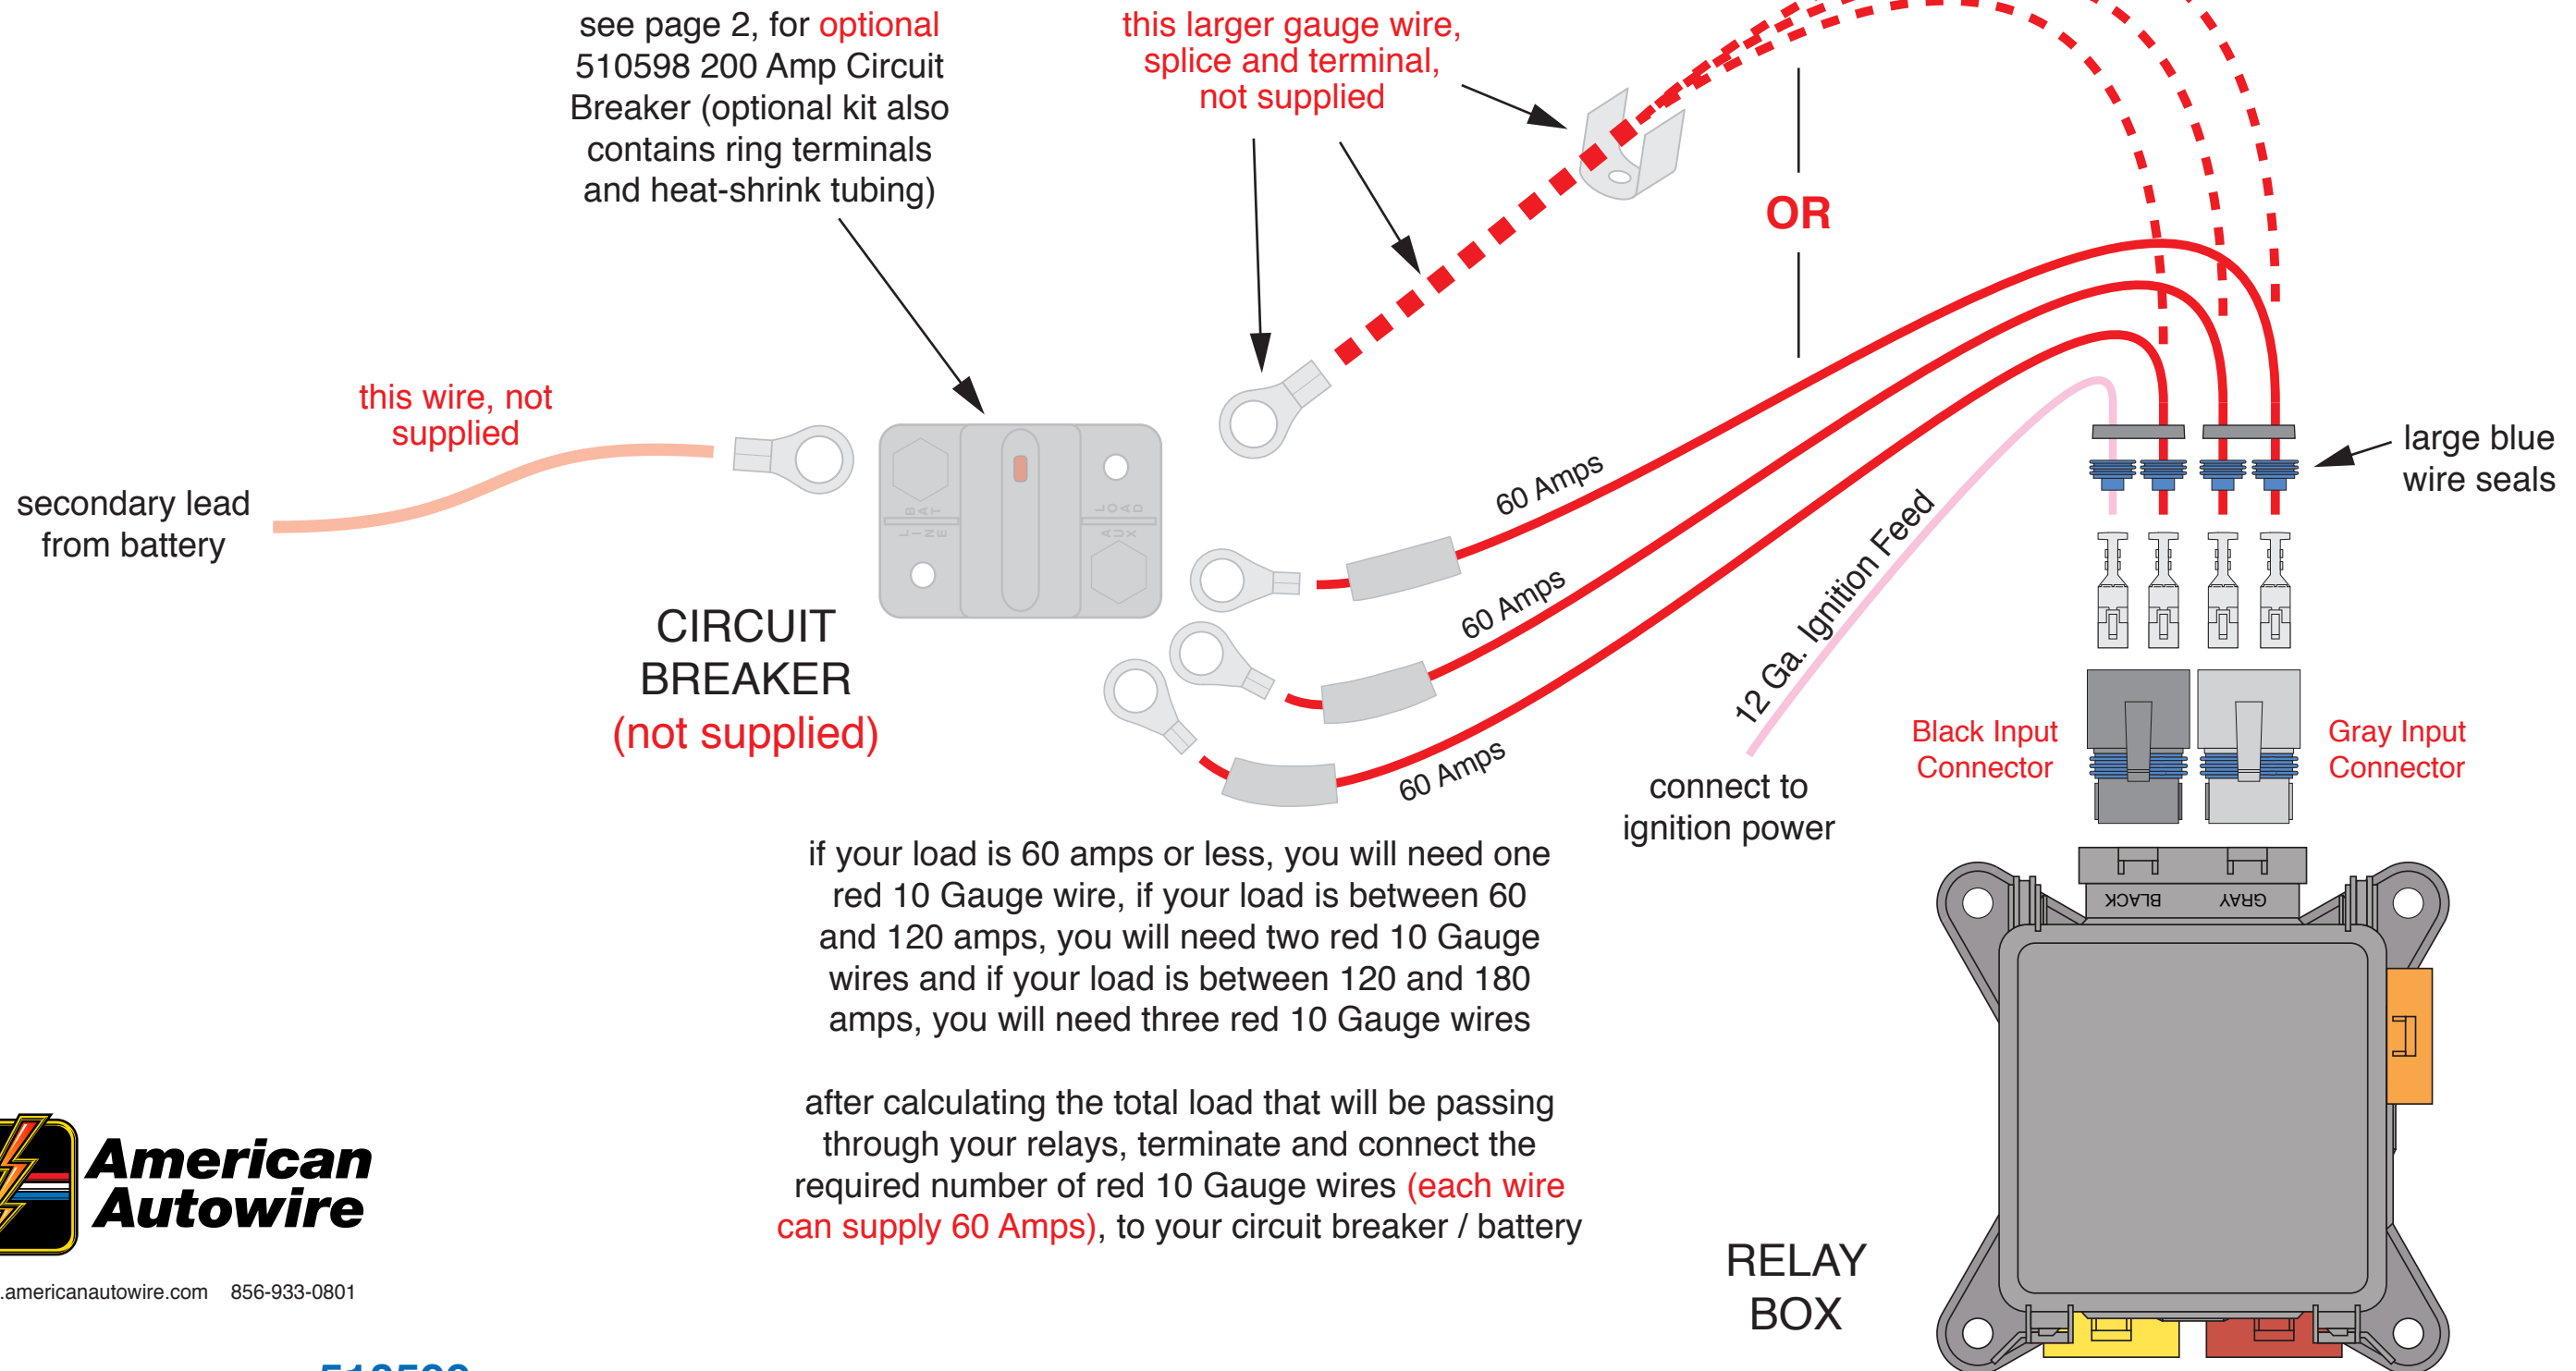 see page 2, for optional
510598 200 Amp Circuit
Breaker (optional kit also
contains ring terminals
and heat-shrink tubing)
this larger gauge wire,
splice and terminal,
not supplied
OR
this wire, not
supplied
secondary lead
from battery
BAT
LINE
LOAD
AUX
CIRCUIT
BREAKER
(not supplied)
60 Amps
60 Amps
60 Amps
12 Ga. Ignition Feed
connect to
ignition power
large blue
wire seals
Black Input
Connector
Gray Input
Connector
BLACK
GRAY
if your load is 60 amps or less, you will need one
red 10 Gauge wire, if your load is between 60
and 120 amps, you will need two red 10 Gauge
wires and if your load is between 120 and 180
amps, you will need three red 10 Gauge wires
after calculating the total load that will be passing
through your relays, terminate and connect the
required number of red 10 Gauge wires (each wire
can supply 60 Amps), to your circuit breaker / battery
RELAY
BOX
American
Autowire
.americanautowire.com 856-933-0801